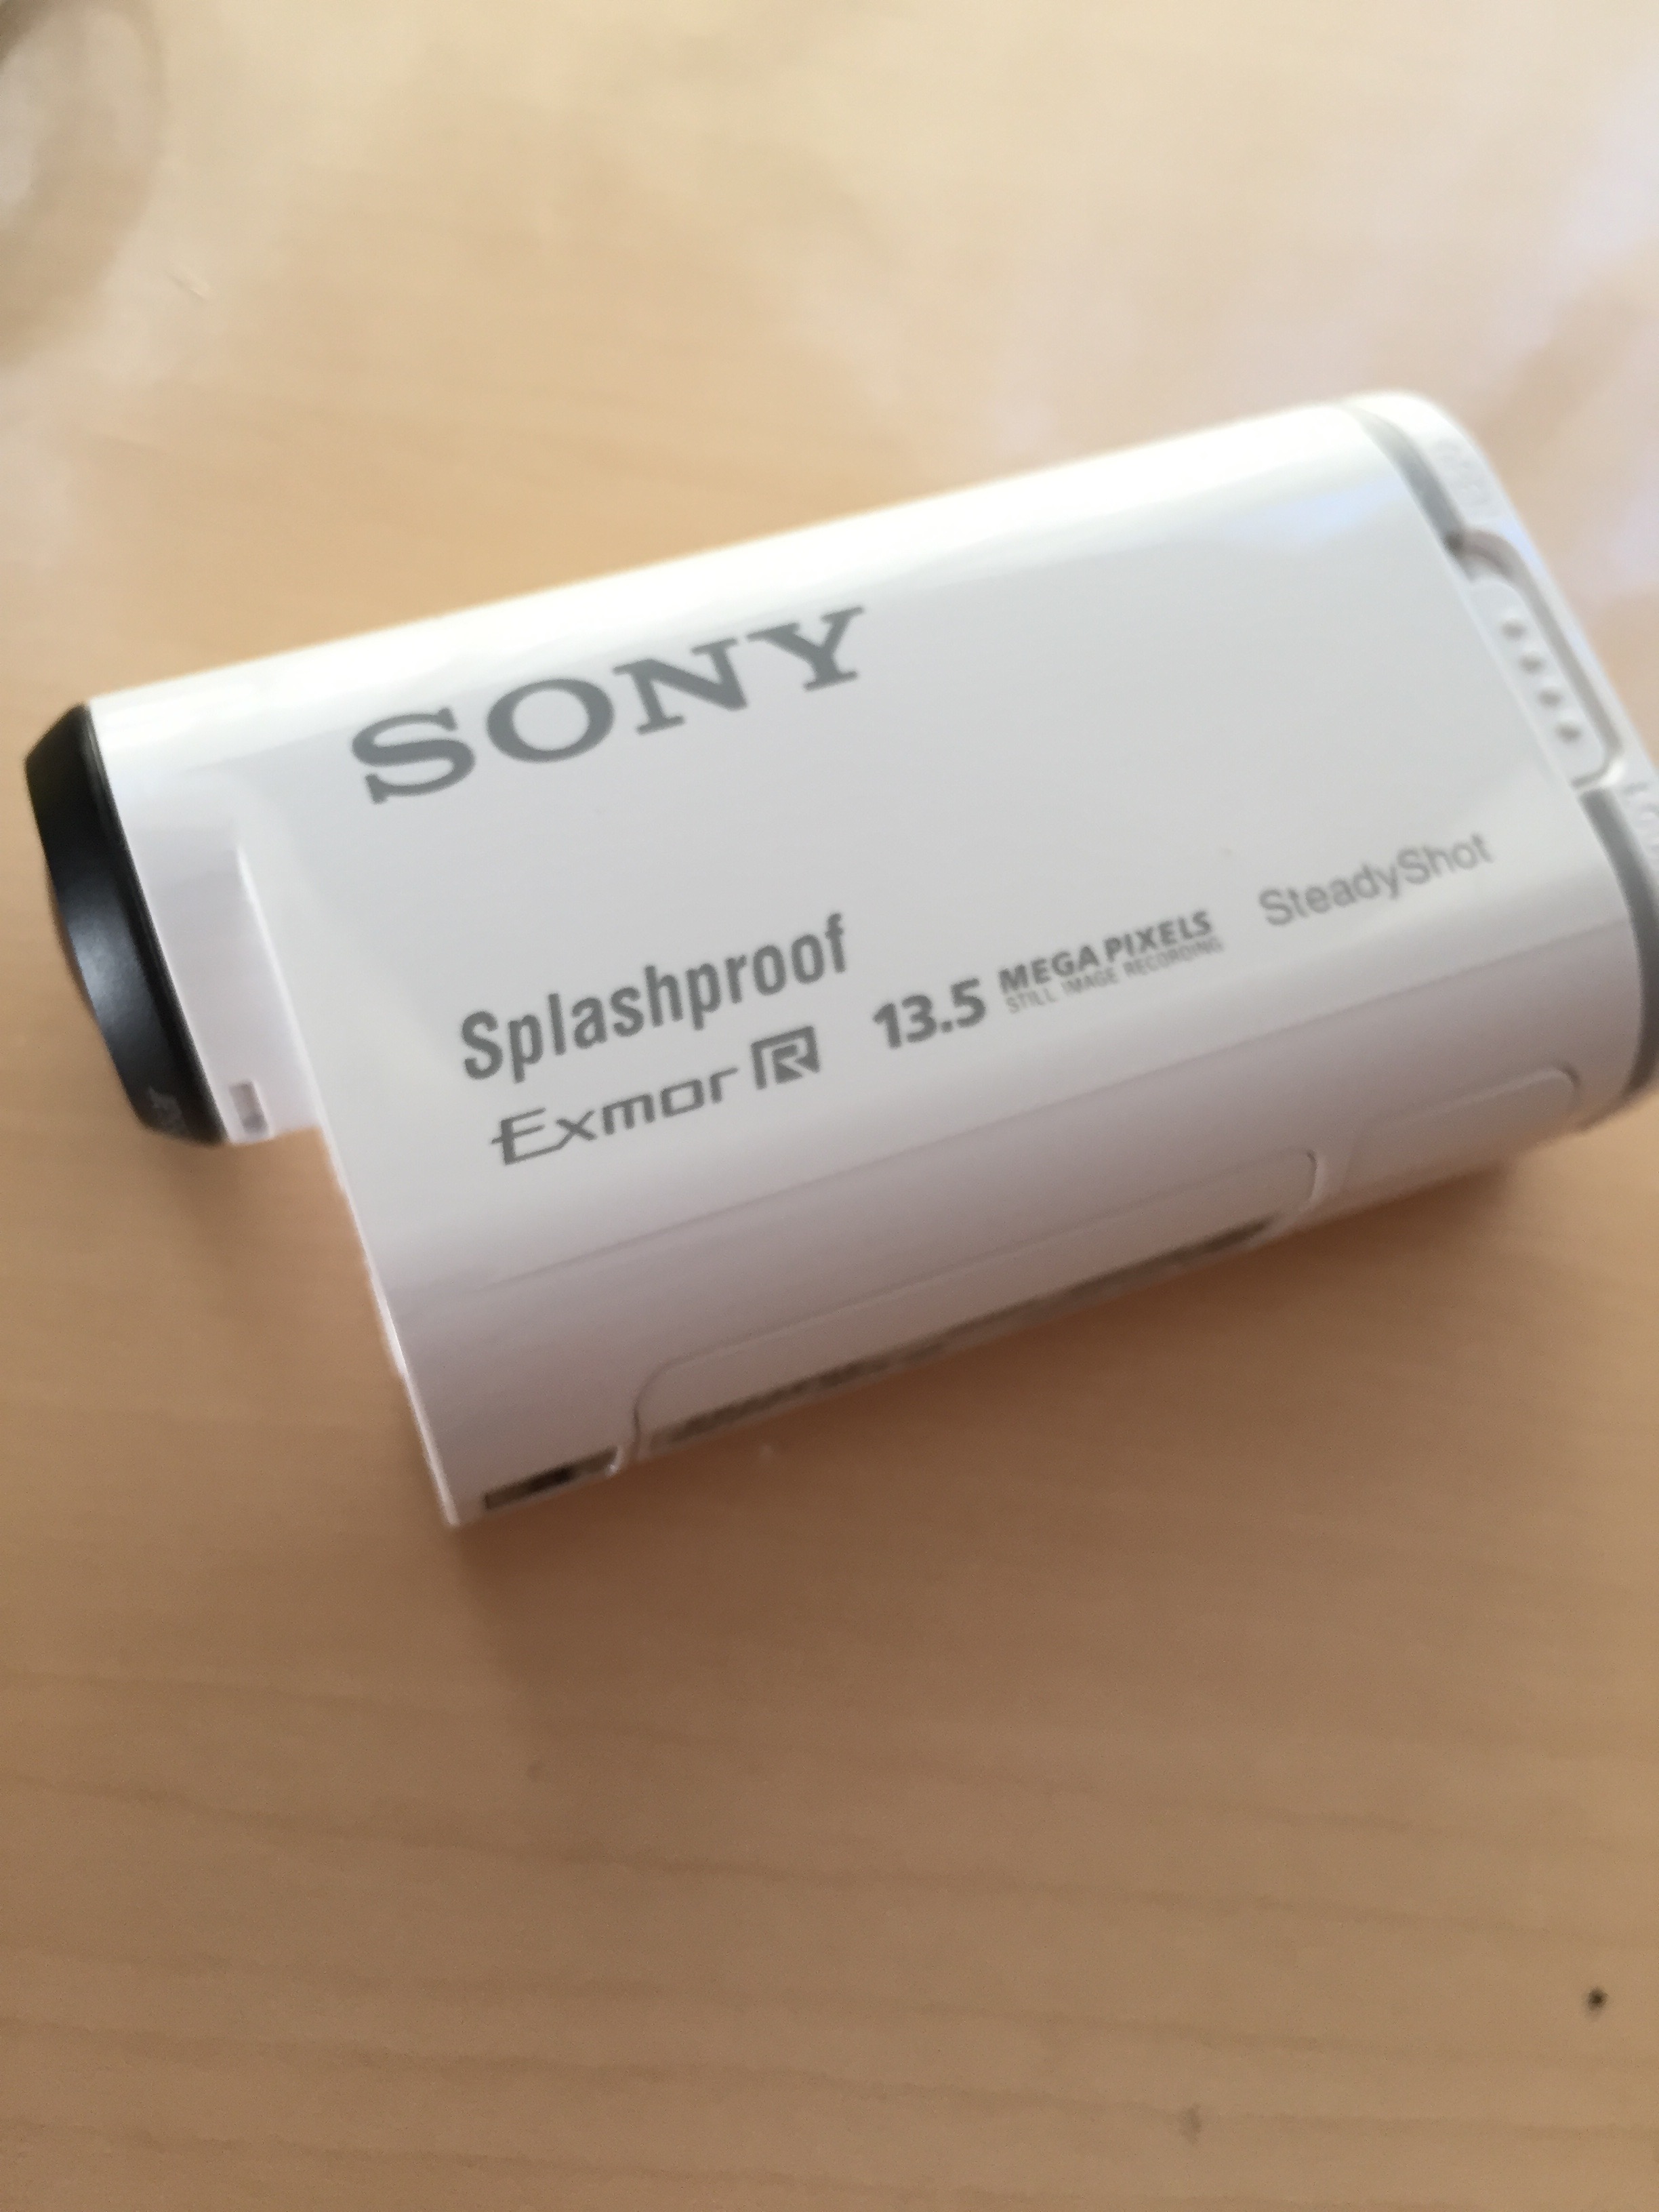 SONY
Splashproof
Exmor R
13.5 MEGA PIXELS
STILL IMAGE RECORDING
SteadyShot